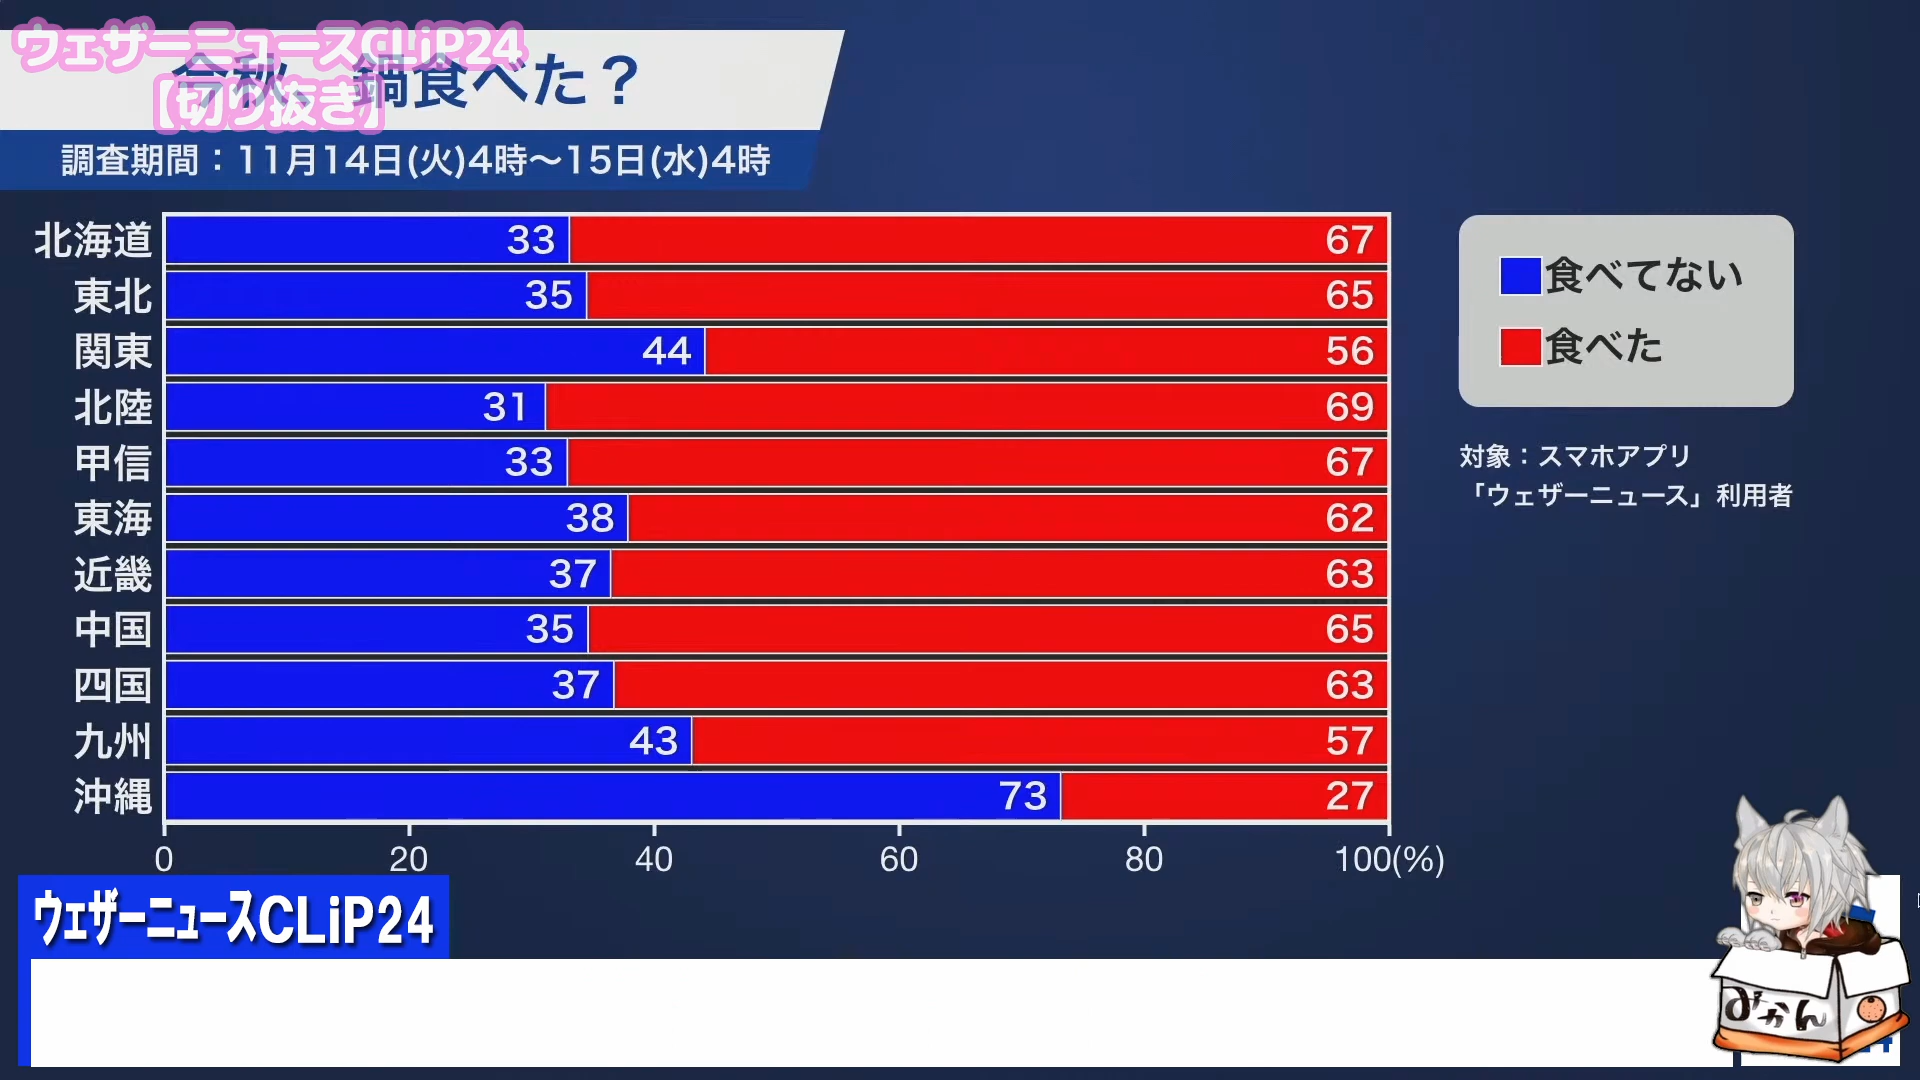 ウェザーニュースCLiP24
【切り抜き】
今秋、鍋食べた？
調査期間：11月14日(火)4時～15日(水)4時
北海道 33 67
東北 35 65
関東 44 56
北陸 31 69
甲信 33 67
東海 38 62
近畿 37 63
中国 35 65
四国 37 63
九州 43 57
沖縄 73 27
0 20 40 60 80 100(%)
食べてない
食べた
対象：スマホアプリ
「ウェザーニュース」利用者
ウェザーニュースCLiP24
みかん